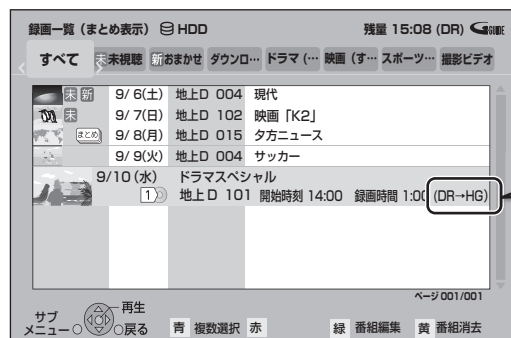 録画一覧（まとめ表示） HDD 残量 15:08 (DR) GGUIDE
すべて 未未視聴 新おまかせ ダウンロ… ドラマ（… 映画（す… スポーツ… 撮影ビデオ
未 新 9/ 6(土) 地上D 004 現代
未 9/ 7(日) 地上D 102 映画「K2」
まとめ 9/ 8(月) 地上D 015 夕方ニュース
9/ 9(火) 地上D 004 サッカー
9/10(水) ドラマスペシャル
1 地上D 101 開始時刻 14:00 録画時間 1:00 (DR→HG)
ページ 001/001
サブメニュー 再生 戻る
青 複数選択 赤 緑 番組編集 黄 番組消去